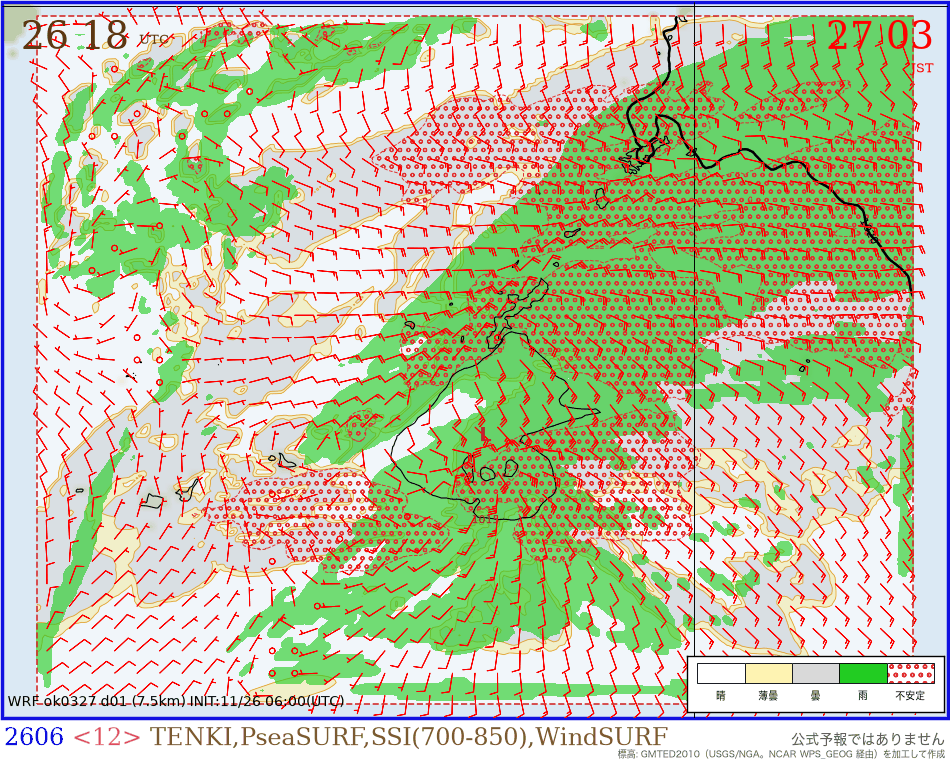 26 18 UTC
27 03
JST
WRF ok0327 d01 (7.5km) INIT:11/26 06:00(UTC)
晴 薄曇 曇 雨 不安定
2606 <12> TENKI,PseaSURF,SSI(700-850),WindSURF
公式予報ではありません
標高: GMTED2010（USGS/NGA。NCAR WPS_GEOG 経由）を加工して作成